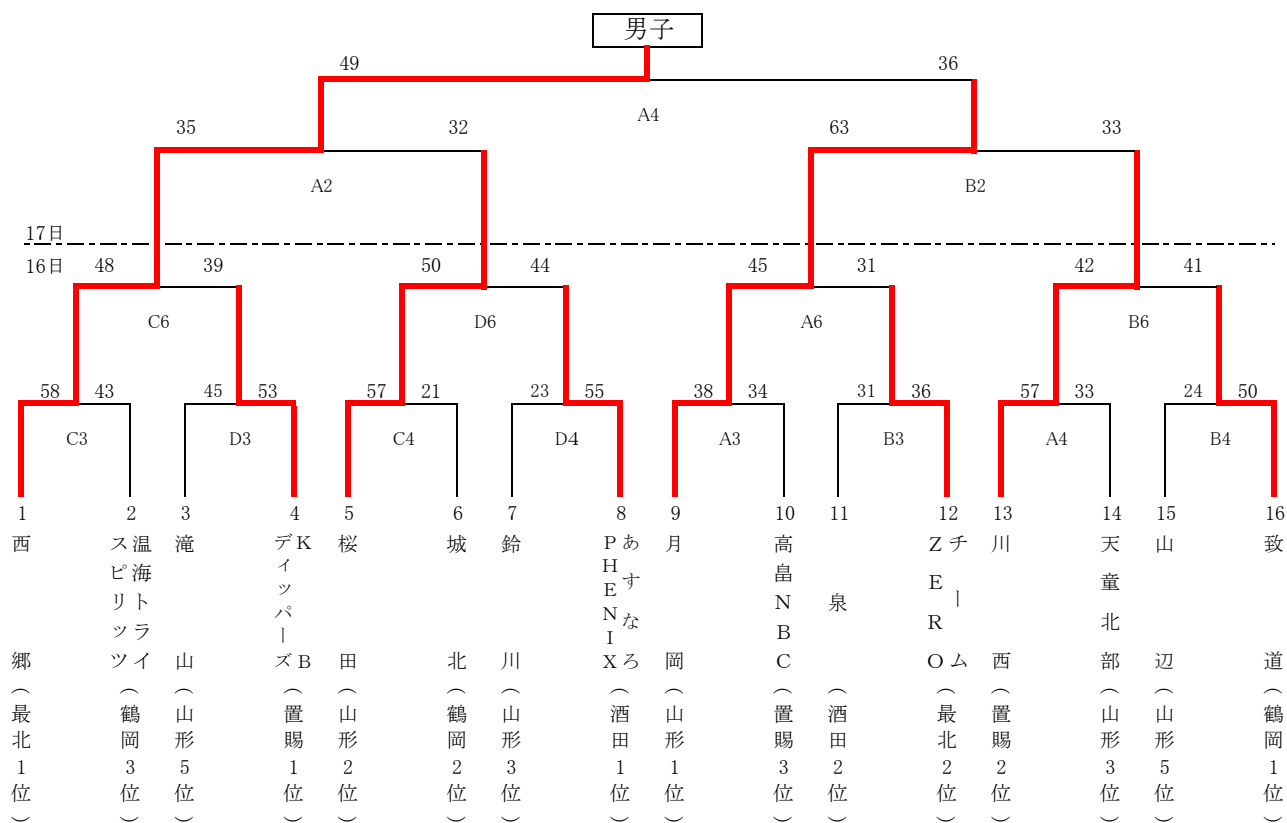 男子
49 36
A4
35 32 63 33
A2 B2
17日
16日 48 39 50 44 45 31 42 41
C6 D6 A6 B6
58 43 45 53 57 21 23 55 38 34 31 36 57 33 24 50
C3 D3 C4 D4 A3 B3 A4 B4
1 2 3 4 5 6 7 8 9 10 11 12 13 14 15 16
西郷(最北1位)
温海トライスピリッツ(鶴岡3位)
滝山(山形5位)
KBディッパーズ(置賜1位)
桜田(山形2位)
城北(鶴岡2位)
鈴川(山形3位)
あすなろPHENIX(酒田1位)
月岡(山形1位)
高畠NBC(置賜3位)
泉(酒田2位)
チームZERO(最北2位)
川西(置賜2位)
天童北部(山形3位)
山辺(山形5位)
致道(鶴岡1位)